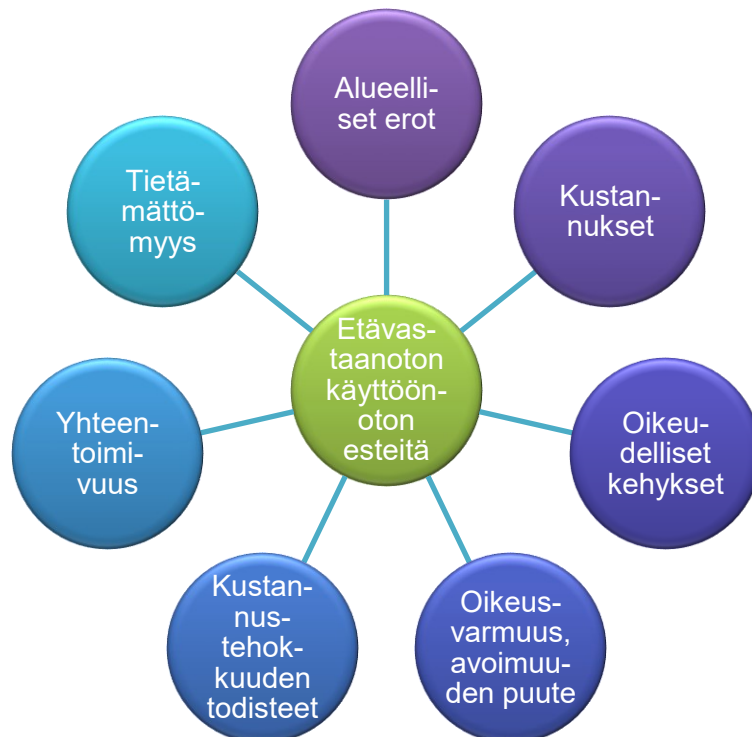 Alueelli-
set erot
Kustan-
nukset
Oikeu-
delliset
kehykset
Oikeus-
varmuus,
avoimuu-
den puute
Kustan-
nus-
tehok-
kuuden
todisteet
Yhteen-
toimi-
vuus
Tietä-
mättö-
myys
Etävas-
taanoton
käyttöön-
oton
esteitä